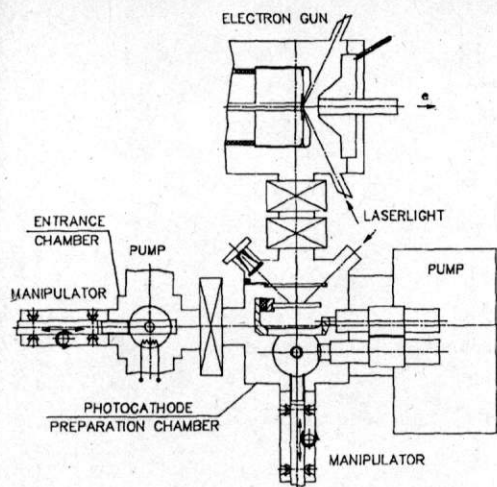 ELECTRON GUN
e
LASERLIGHT
ENTRANCE
CHAMBER
PUMP
PUMP
MANIPULATOR
PHOTOCATHODE
PREPARATION CHAMBER
MANIPULATOR